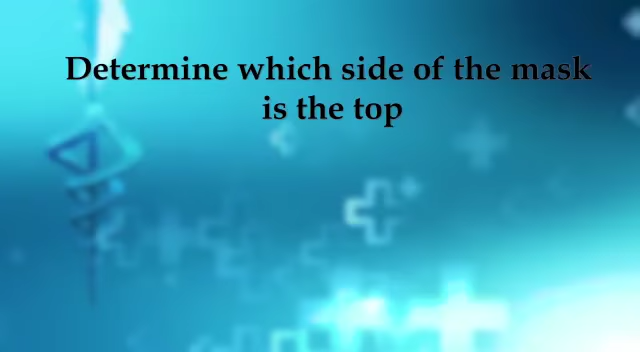 Determine which side of the mask
is the top